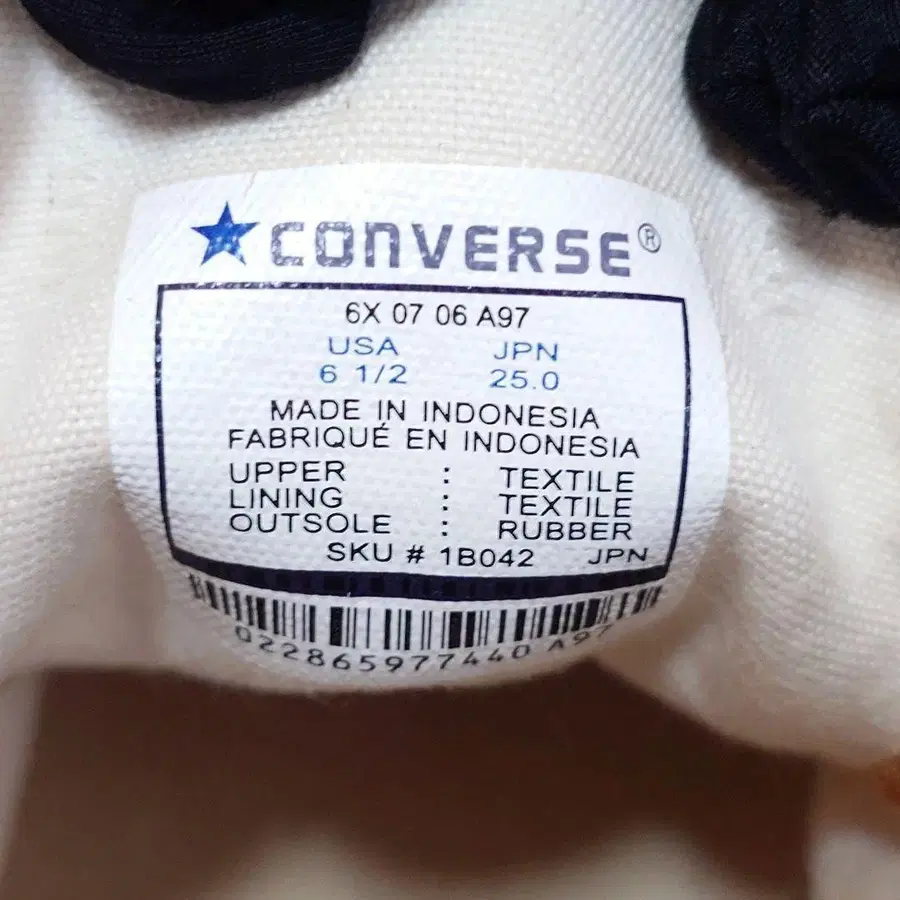 CONVERSE®
6X 07 06 A97
USA JPN
6 1/2 25.0
MADE IN INDONESIA
FABRIQUÉ EN INDONESIA
UPPER : TEXTILE
LINING : TEXTILE
OUTSOLE : RUBBER
SKU # 1B042 JPN
022865977440 A97